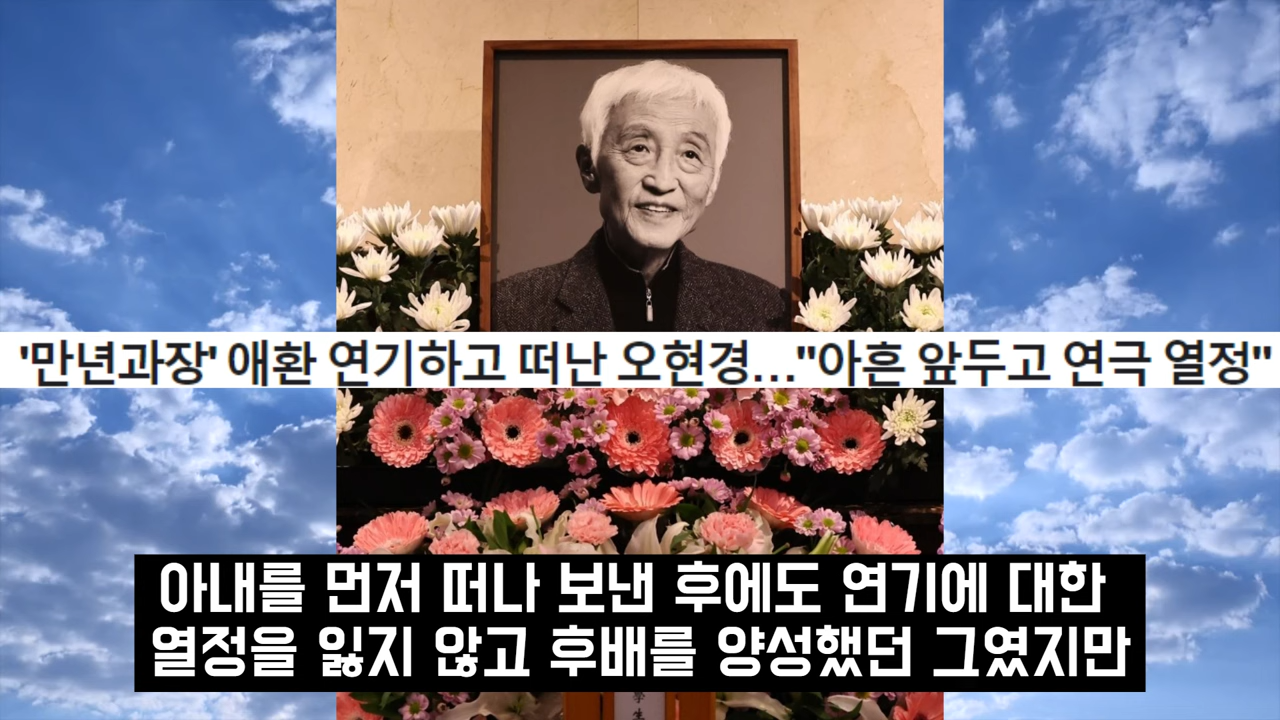 '만년과장' 애환 연기하고 떠난 오현경…"아흔 앞두고 연극 열정"
아내를 먼저 떠나 보낸 후에도 연기에 대한
열정을 잃지 않고 후배를 양성했던 그였지만
學生